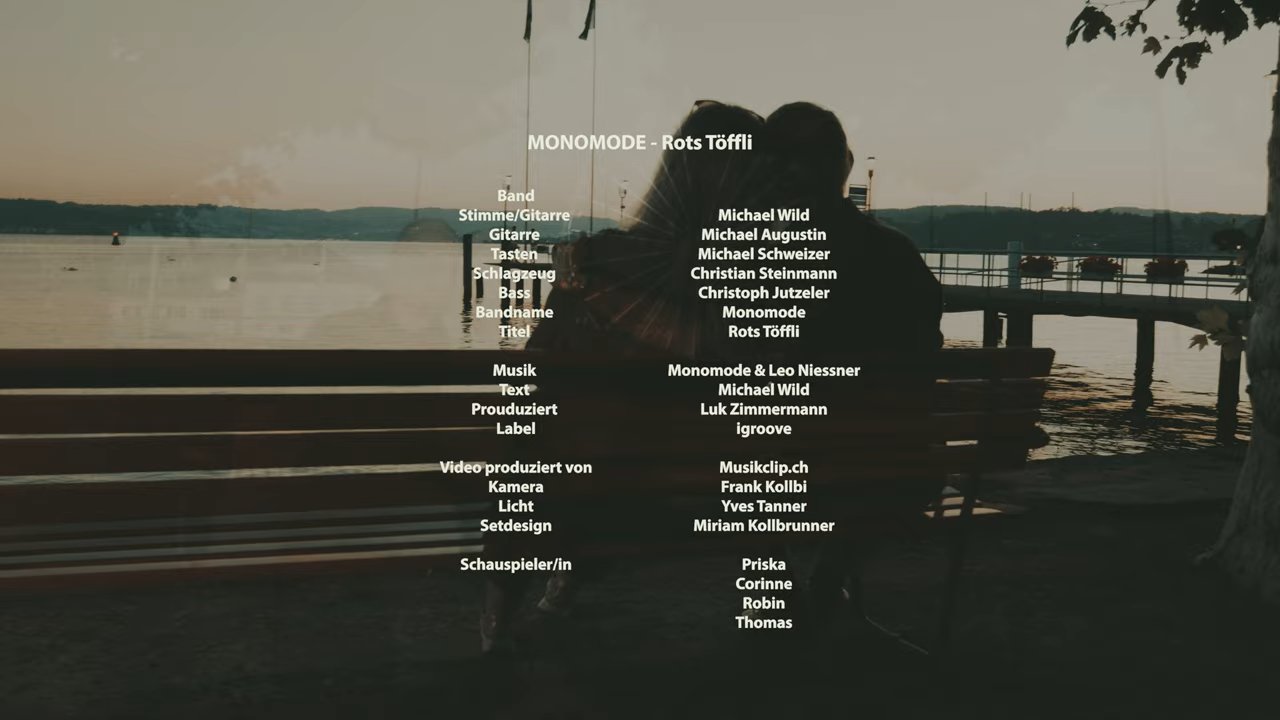 MONOMODE - Rots Töffli
Band
Stimme/Gitarre Michael Wild
Gitarre Michael Augustin
Tasten Michael Schweizer
Schlagzeug Christian Steinmann
Bass Christoph Jutzeler
Bandname Monomode
Titel Rots Töffli
Musik Monomode & Leo Niessner
Text Michael Wild
Prouduziert Luk Zimmermann
Label igroove
Video produziert von Musikclip.ch
Kamera Frank Kollbi
Licht Yves Tanner
Setdesign Miriam Kollbrunner
Schauspieler/in Priska
Corinne
Robin
Thomas